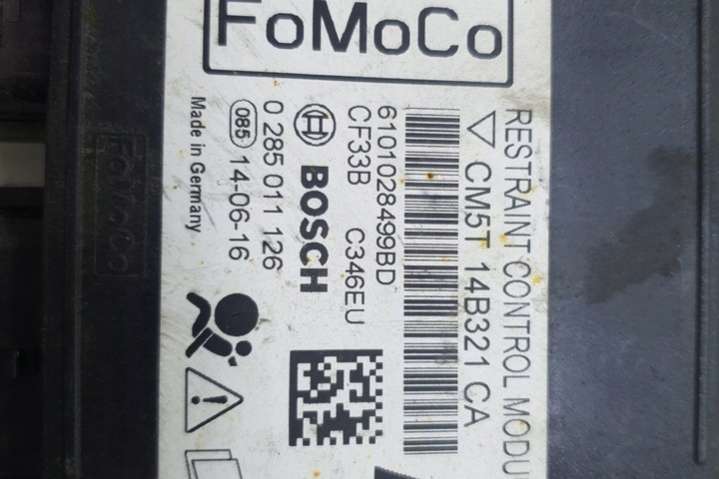 FoMoCo
RESTRAINT CONTROL MODU
CM5T 14B321 CA
6101028499BD
CF33B C346EU
BOSCH
0 285 011 126
085 14-06-16
Made in Germany
FoMoCo